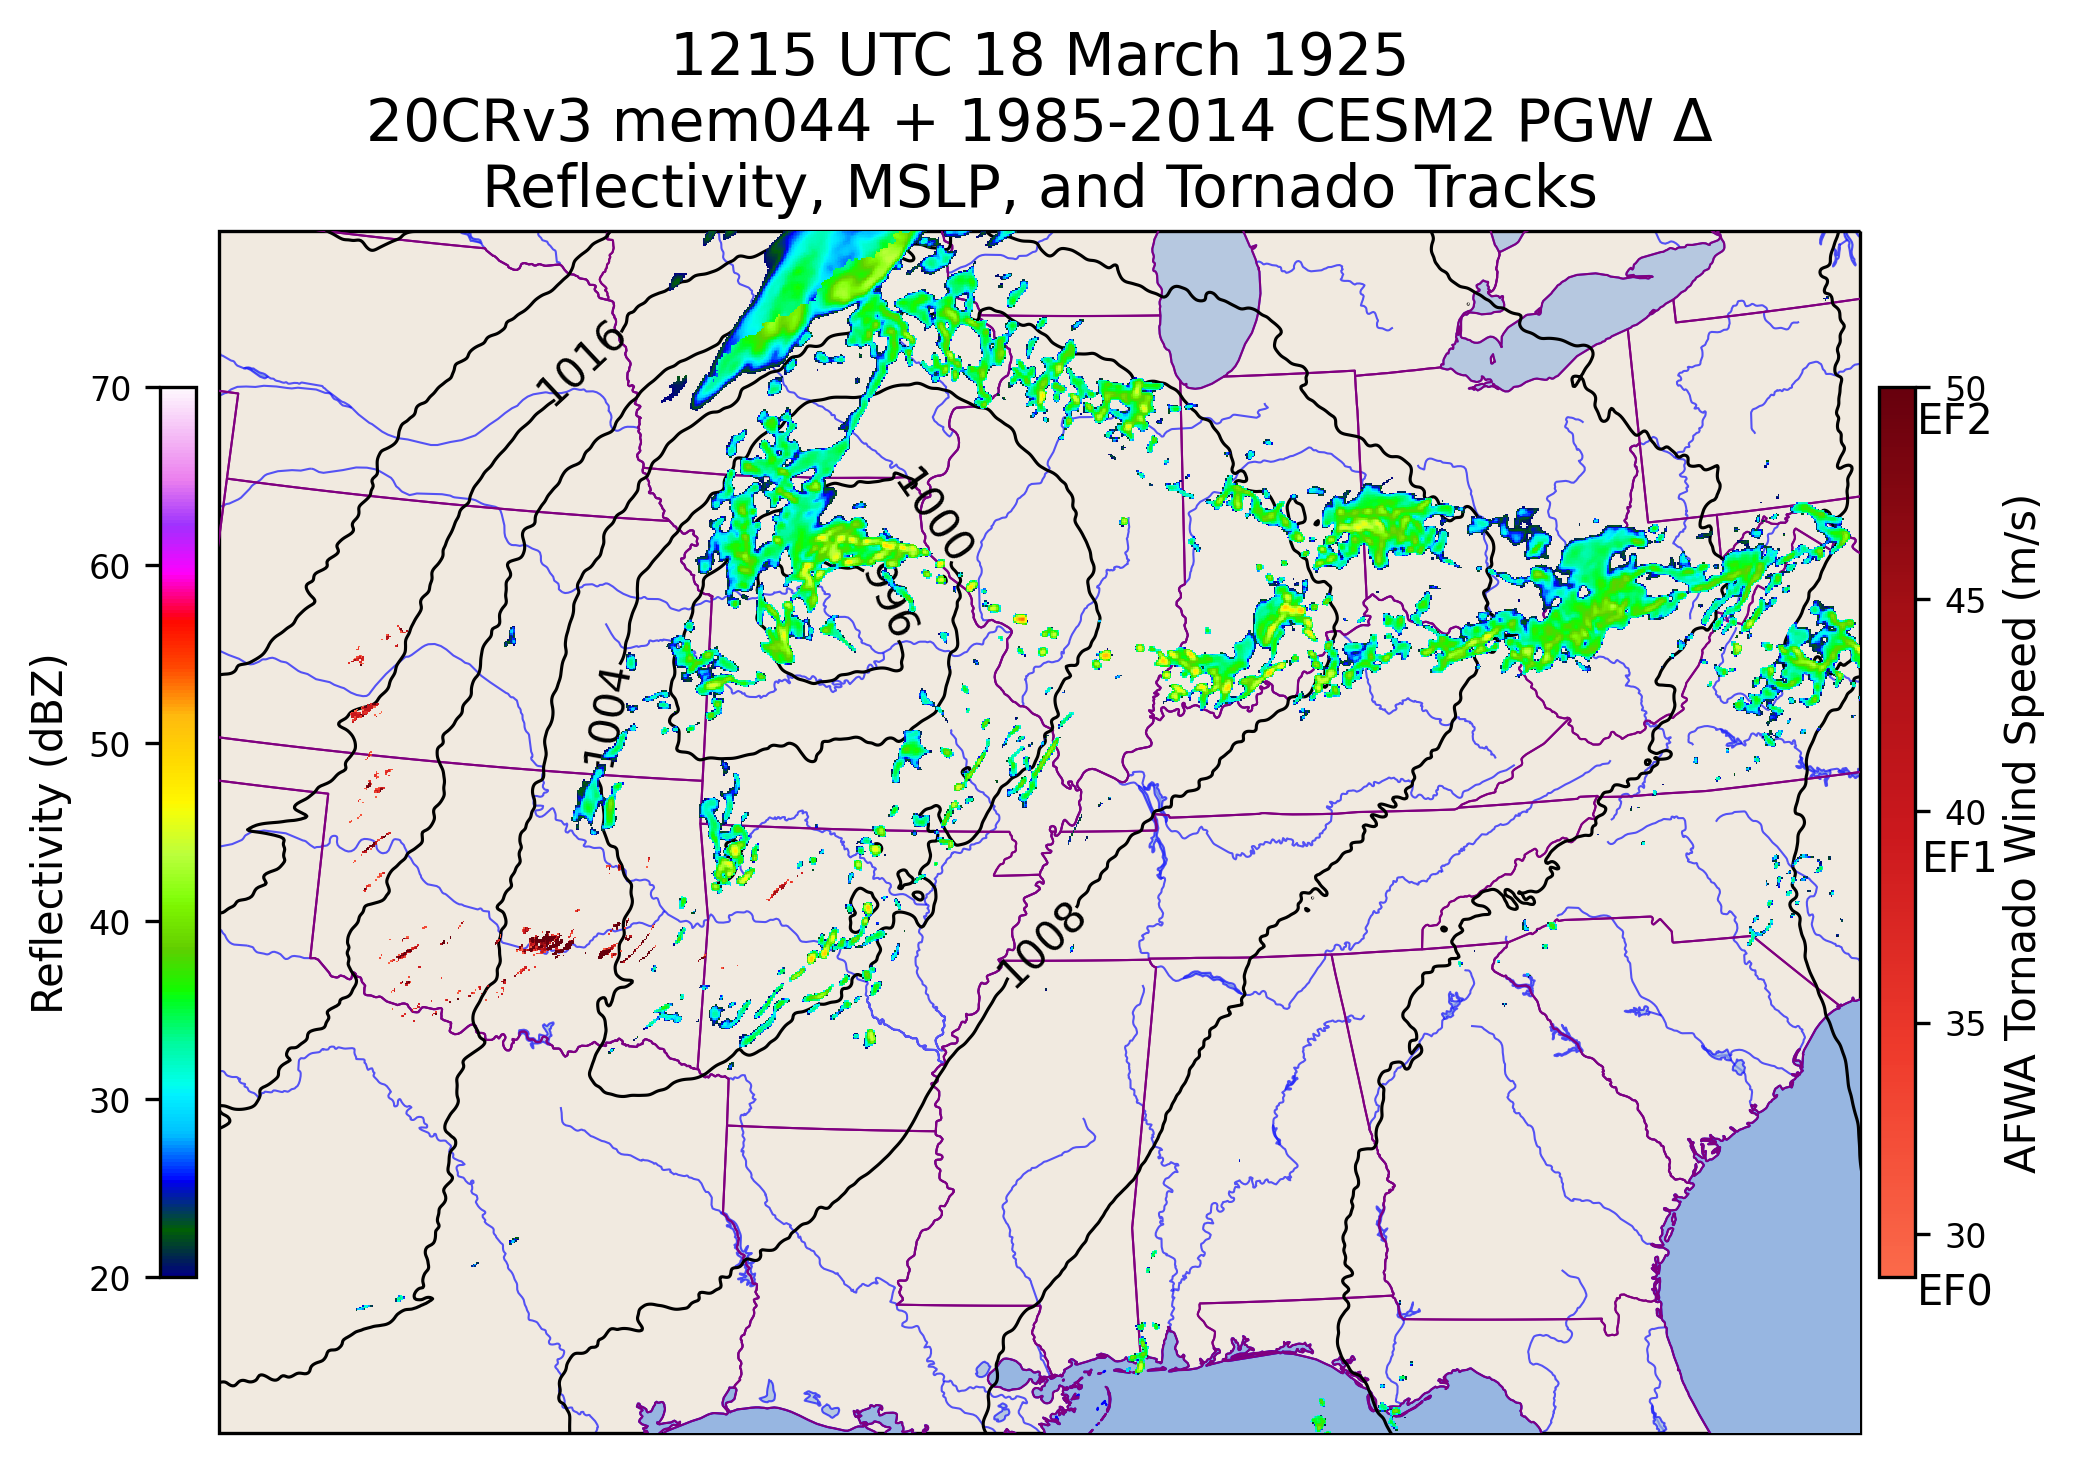 1215 UTC 18 March 1925
20CRv3 mem044 + 1985-2014 CESM2 PGW Δ
Reflectivity, MSLP, and Tornado Tracks
70
60
50
40
30
20
Reflectivity (dBZ)
1016
1000
996
1004
1008
50
EF2
45
40
EF1
35
30
EF0
AFWA Tornado Wind Speed (m/s)